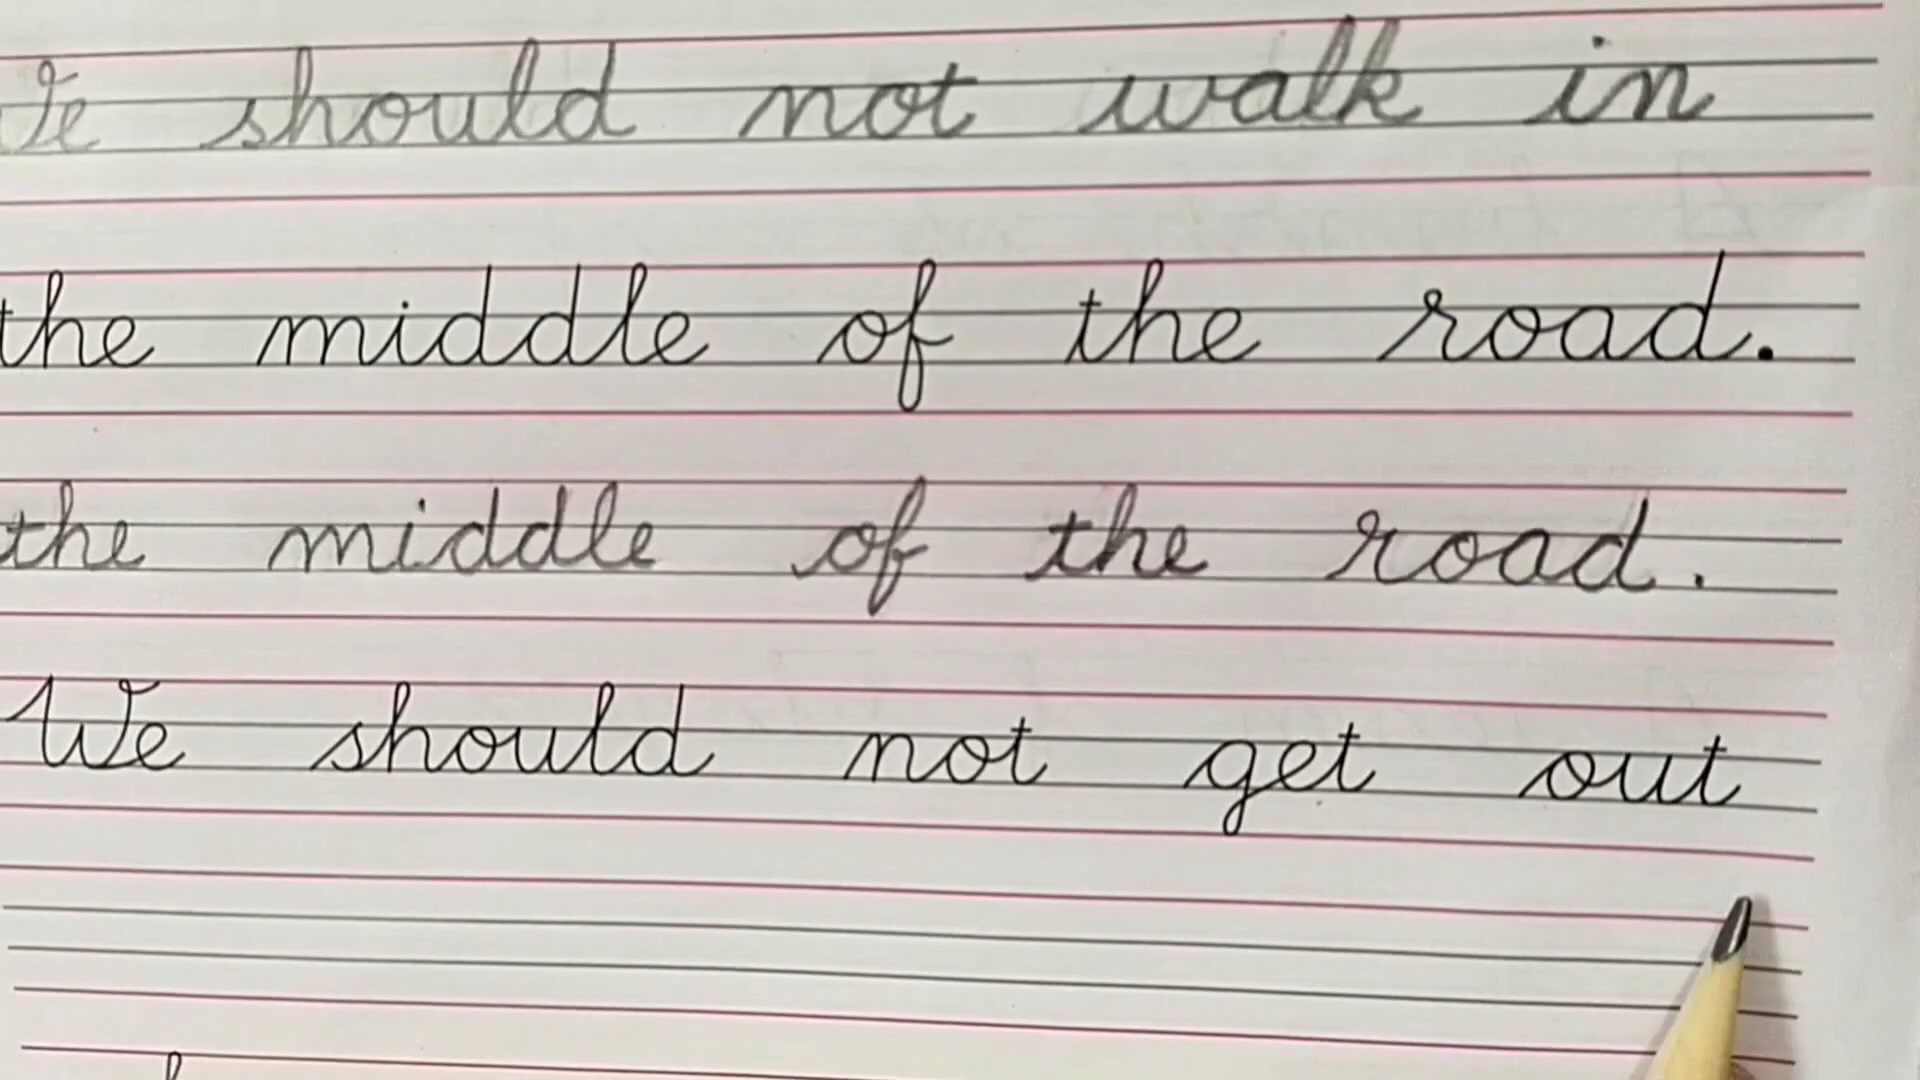 We should not walk in
the middle of the road.
the middle of the road.
We should not get out